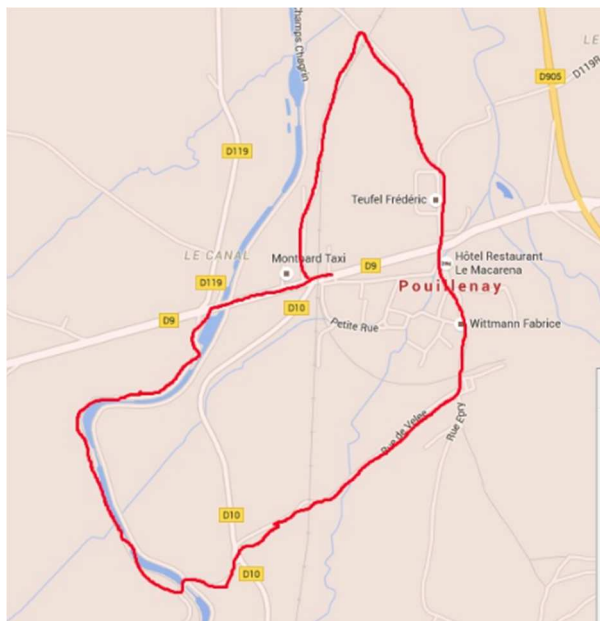 Champs Chagrin
LE
D905
D119R
D119
Teufel Frédéric
LE CANAL
Montbard Taxi
D9
Hôtel Restaurant
Le Macarena
D119
Pouillenay
D10
D9
Petite Rue
Wittmann Fabrice
Rue de Velee
Rue Epry
D10
D10